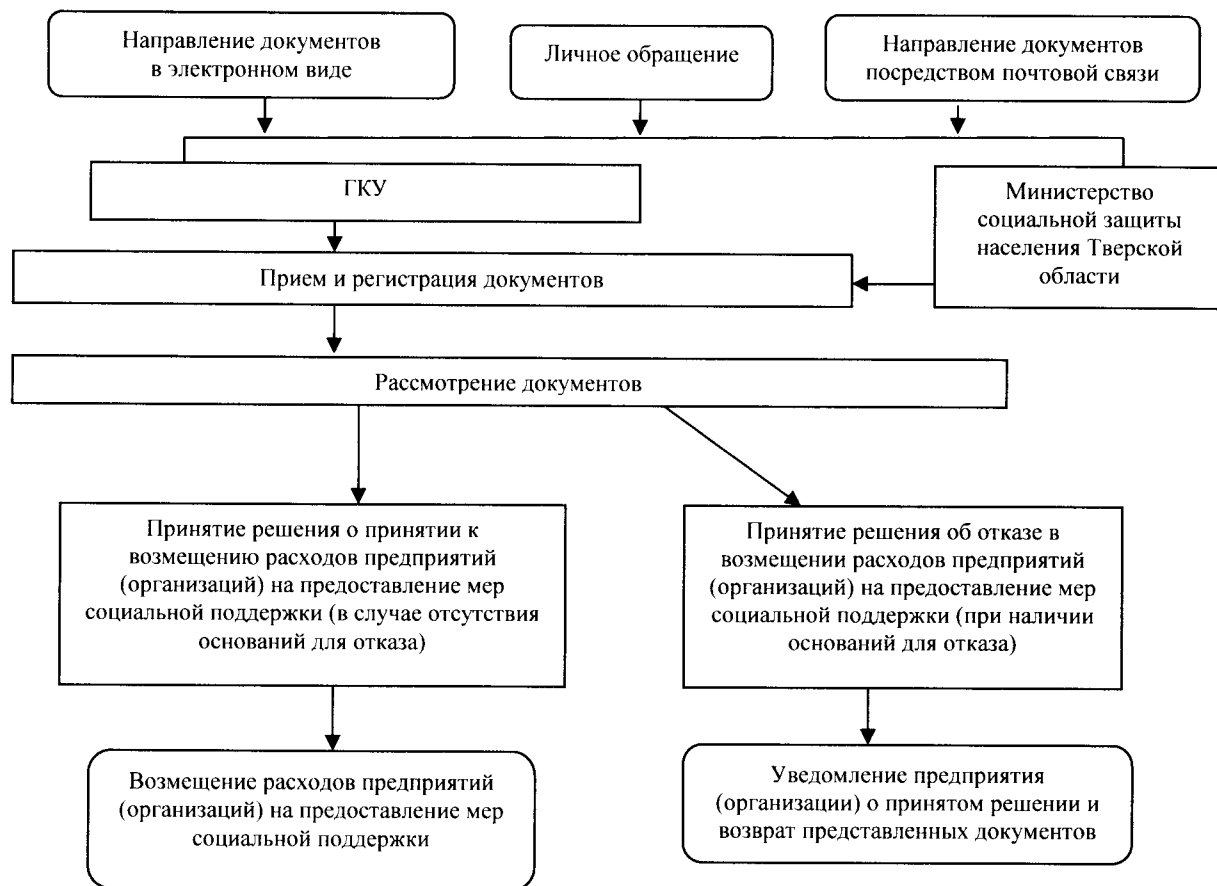 Направление документов
в электронном виде
Личное обращение
Направление документов
посредством почтовой связи
ГКУ
Министерство
социальной защиты
населения Тверской
области
Прием и регистрация документов
Рассмотрение документов
Принятие решения о принятии к
возмещению расходов предприятий
(организаций) на предоставление мер
социальной поддержки (в случае отсутствия
оснований для отказа)
Принятие решения об отказе в
возмещении расходов предприятий
(организаций) на предоставление мер
социальной поддержки (при наличии
оснований для отказа)
Возмещение расходов предприятий
(организаций) на предоставление мер
социальной поддержки
Уведомление предприятия
(организации) о принятом решении и
возврат представленных документов